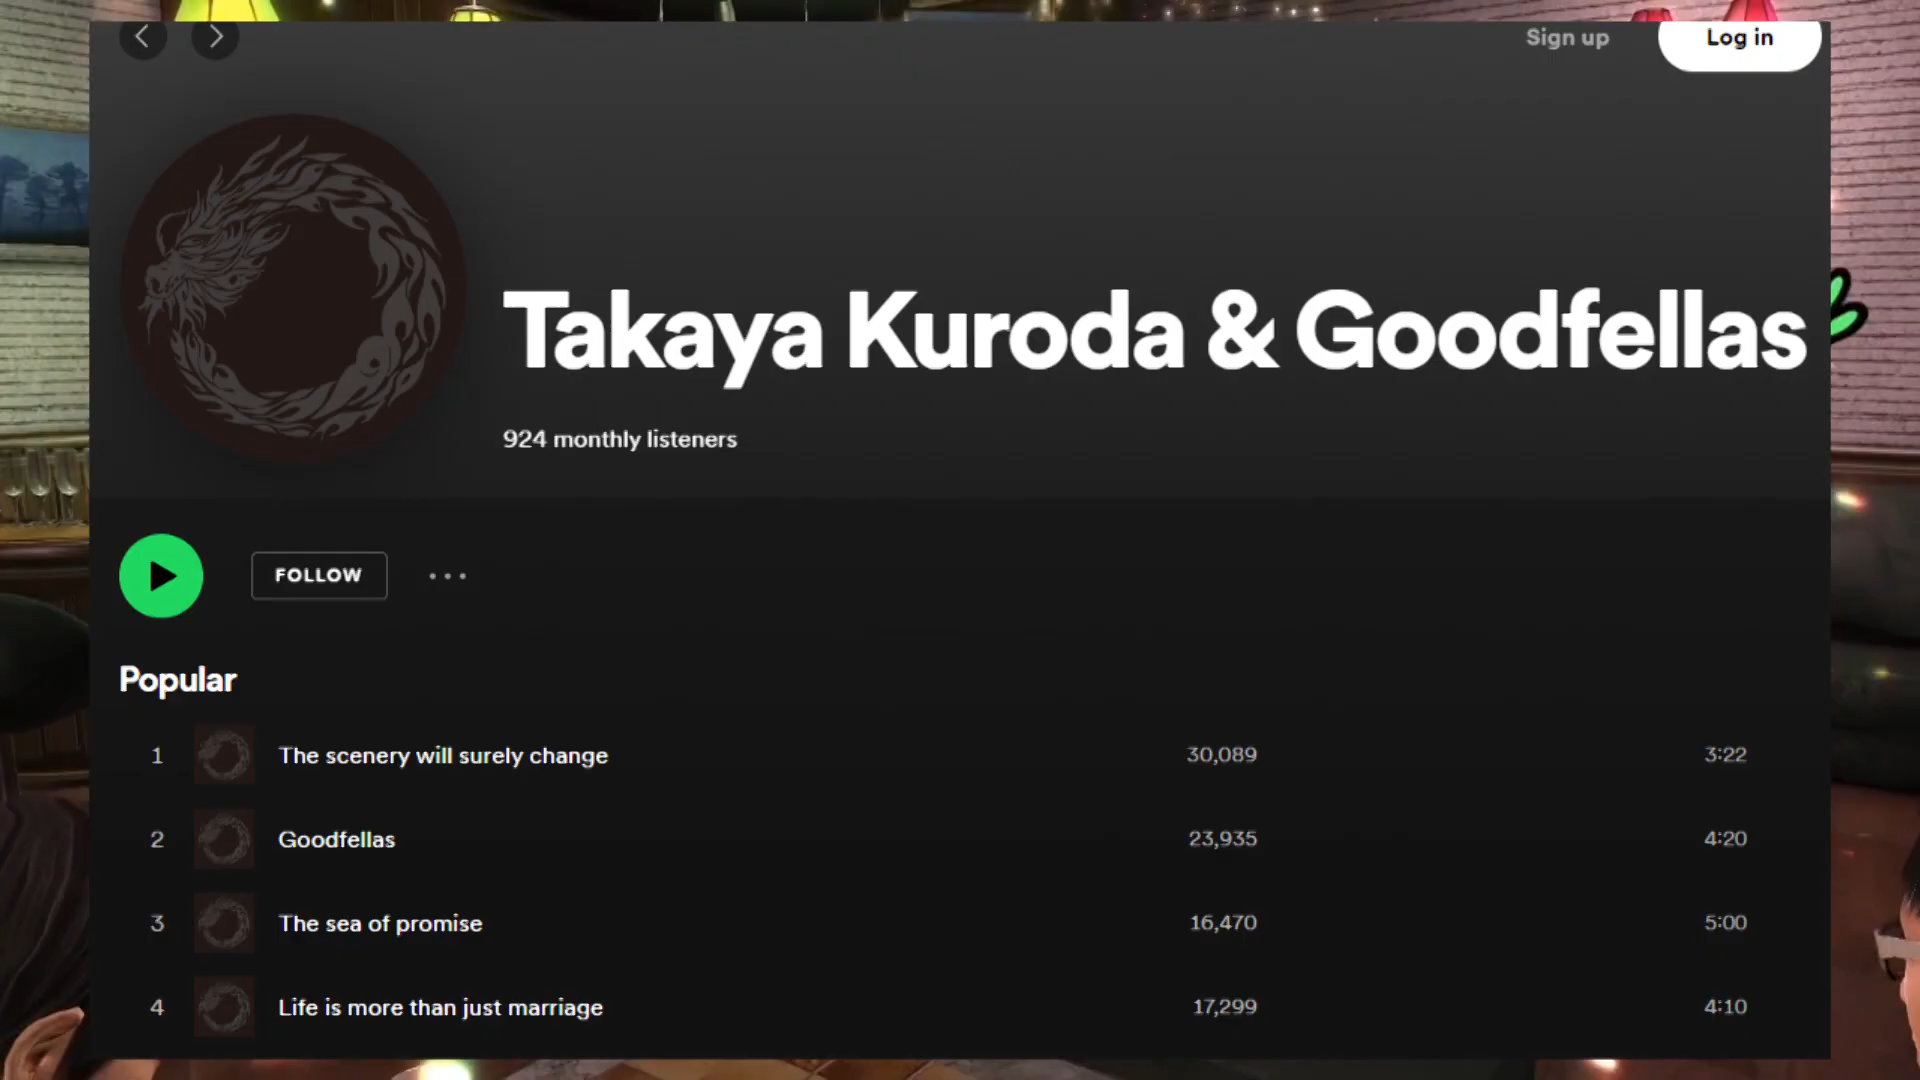 Sign up
Log in
Takaya Kuroda & Goodfellas
924 monthly listeners
FOLLOW
Popular
1 The scenery will surely change 30,089 3:22
2 Goodfellas 23,935 4:20
3 The sea of promise 16,470 5:00
4 Life is more than just marriage 17,299 4:10